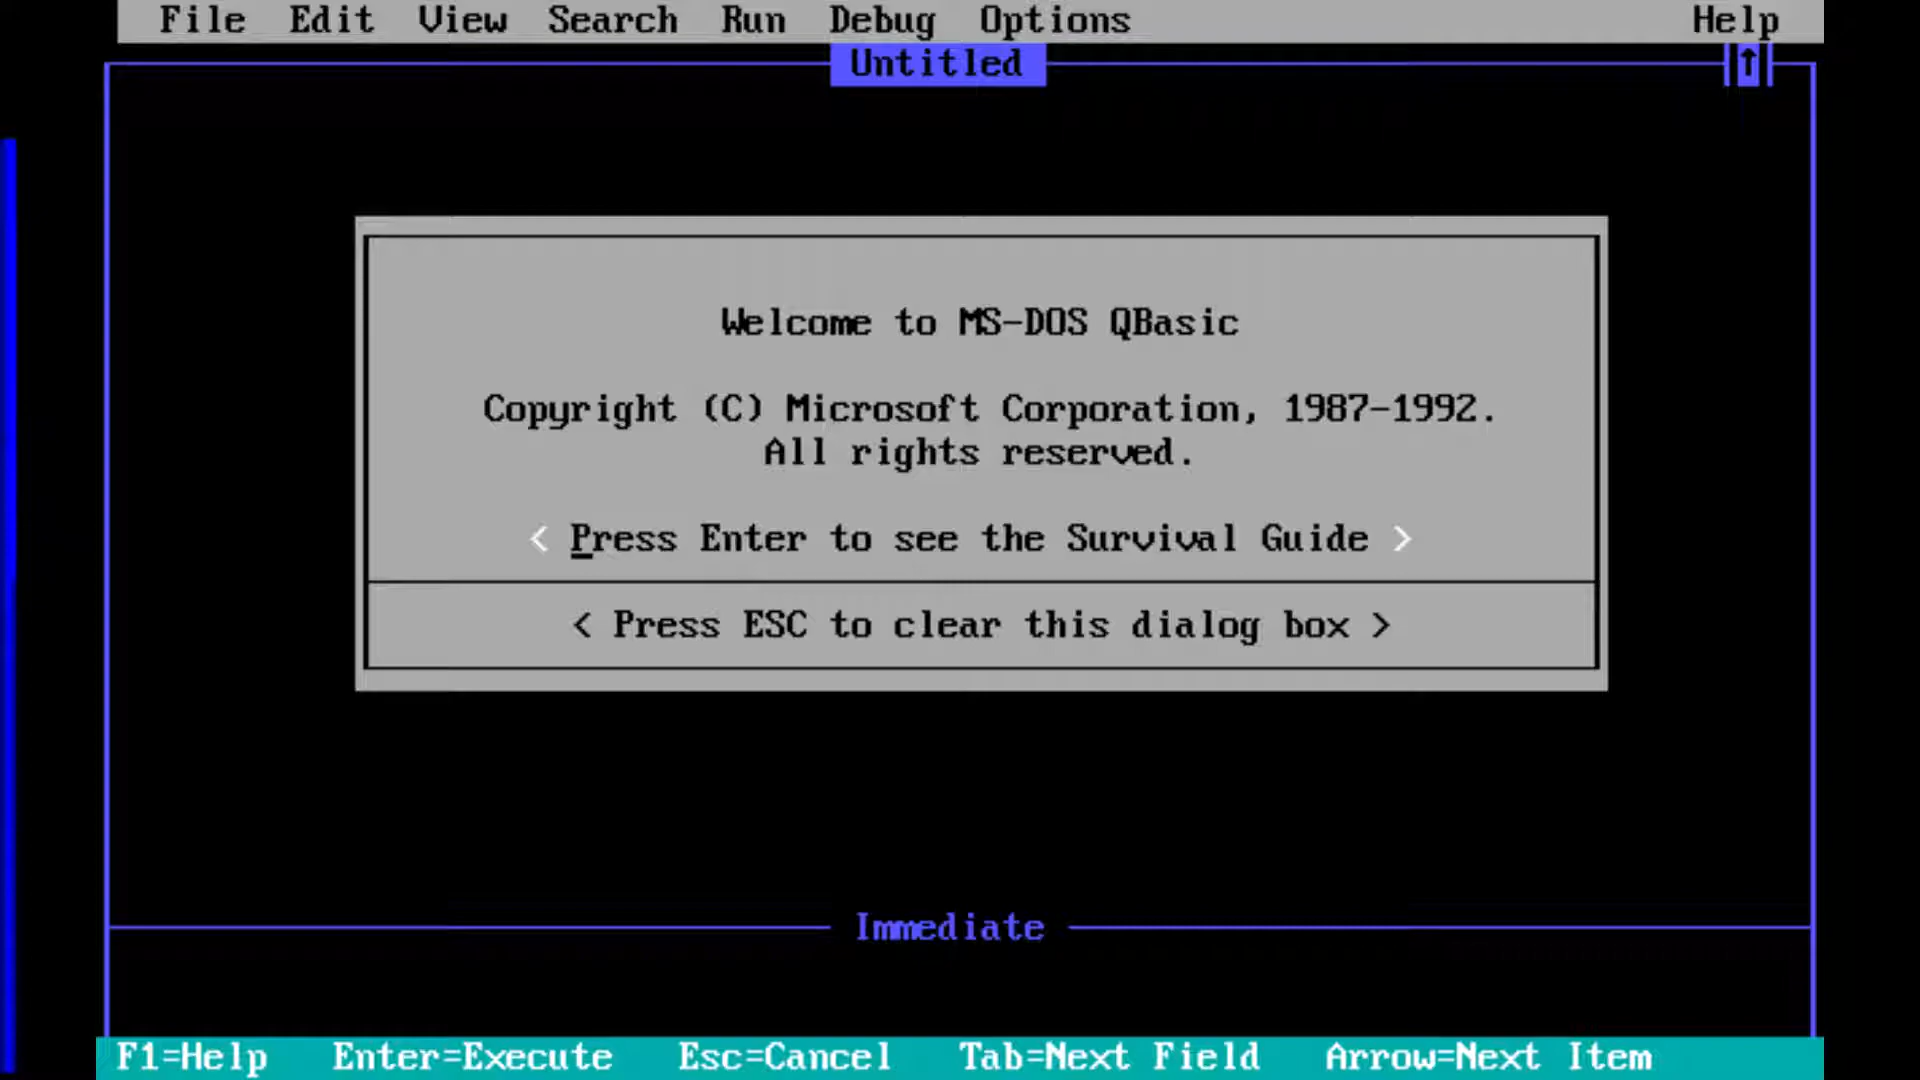 File Edit View Search Run Debug Options Help
Untitled
↑
Welcome to MS-DOS QBasic
Copyright (C) Microsoft Corporation, 1987-1992.
All rights reserved.
< Press Enter to see the Survival Guide >
< Press ESC to clear this dialog box >
Immediate
F1=Help Enter=Execute Esc=Cancel Tab=Next Field Arrow=Next Item